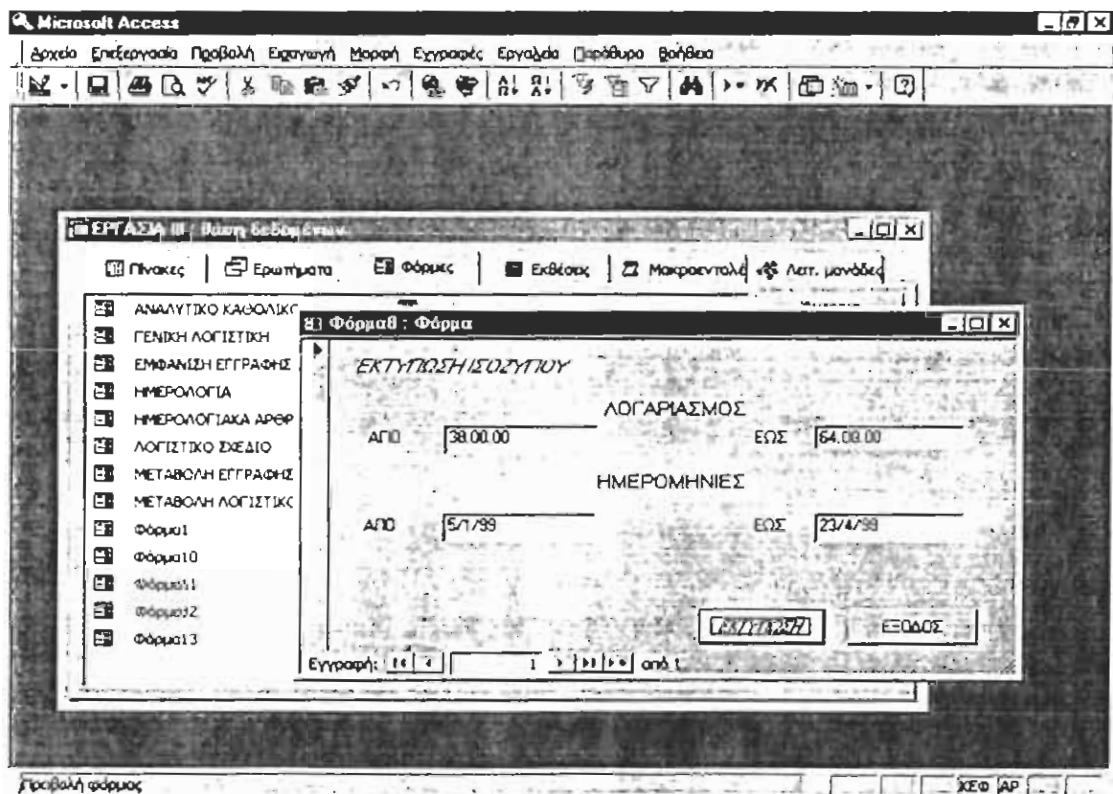 Microsoft Access
Αρχείο Επεξεργασία Προβολή Εισαγωγή Μορφή Εγγραφές Εργαλεία Παράθυρο Βοήθεια
ΕΡΓΑΣΙΑ III : Βάση δεδομένων
Πίνακες Ερωτήματα Φόρμες Εκθέσεις Μακροεντολέ Λειτ. μονάδες
ΑΝΑΛΥΤΙΚΟ ΚΑΘΟΛΙΚΟ
ΓΕΝΙΚΗ ΛΟΓΙΣΤΙΚΗ
ΕΜΦΑΝΙΣΗ ΕΓΓΡΑΦΗΣ
ΗΜΕΡΟΛΟΓΙΑ
ΗΜΕΡΟΛΟΓΙΑΚΑ ΑΡΘΡ
ΛΟΓΙΣΤΙΚΟ ΣΧΕΔΙΟ
ΜΕΤΑΒΟΛΗ ΕΓΓΡΑΦΗΣ
ΜΕΤΑΒΟΛΗ ΛΟΓΙΣΤΙΚΟ
Φόρμα1
Φόρμα10
Φόρμα11
Φόρμα12
Φόρμα13
Φόρμα8 : Φόρμα
ΕΚΤΥΠΩΣΗ ΙΣΟΖΥΓΙΟΥ
ΛΟΓΑΡΙΑΣΜΟΣ
ΑΠΟ 38.00.00 ΕΩΣ 64.00.00
ΗΜΕΡΟΜΗΝΙΕΣ
ΑΠΟ 5/1/99 ΕΩΣ 23/4/99
ΕΚΤΥΠΩΣΗ ΕΞΟΔΟΣ
Εγγραφή: 1 από 1
Προβολή φόρμας ΚΕΦ ΑΡ